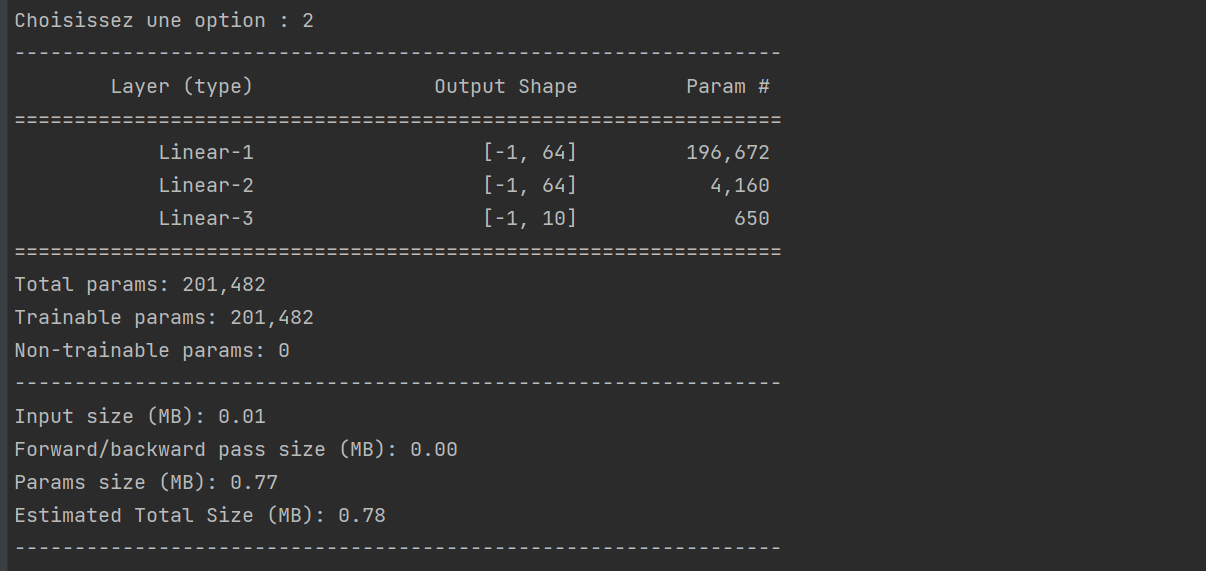 Choisissez une option : 2
----------------------------------------------------------------
        Layer (type)               Output Shape         Param #
================================================================
            Linear-1                   [-1, 64]         196,672
            Linear-2                   [-1, 64]           4,160
            Linear-3                   [-1, 10]             650
================================================================
Total params: 201,482
Trainable params: 201,482
Non-trainable params: 0
----------------------------------------------------------------
Input size (MB): 0.01
Forward/backward pass size (MB): 0.00
Params size (MB): 0.77
Estimated Total Size (MB): 0.78
----------------------------------------------------------------